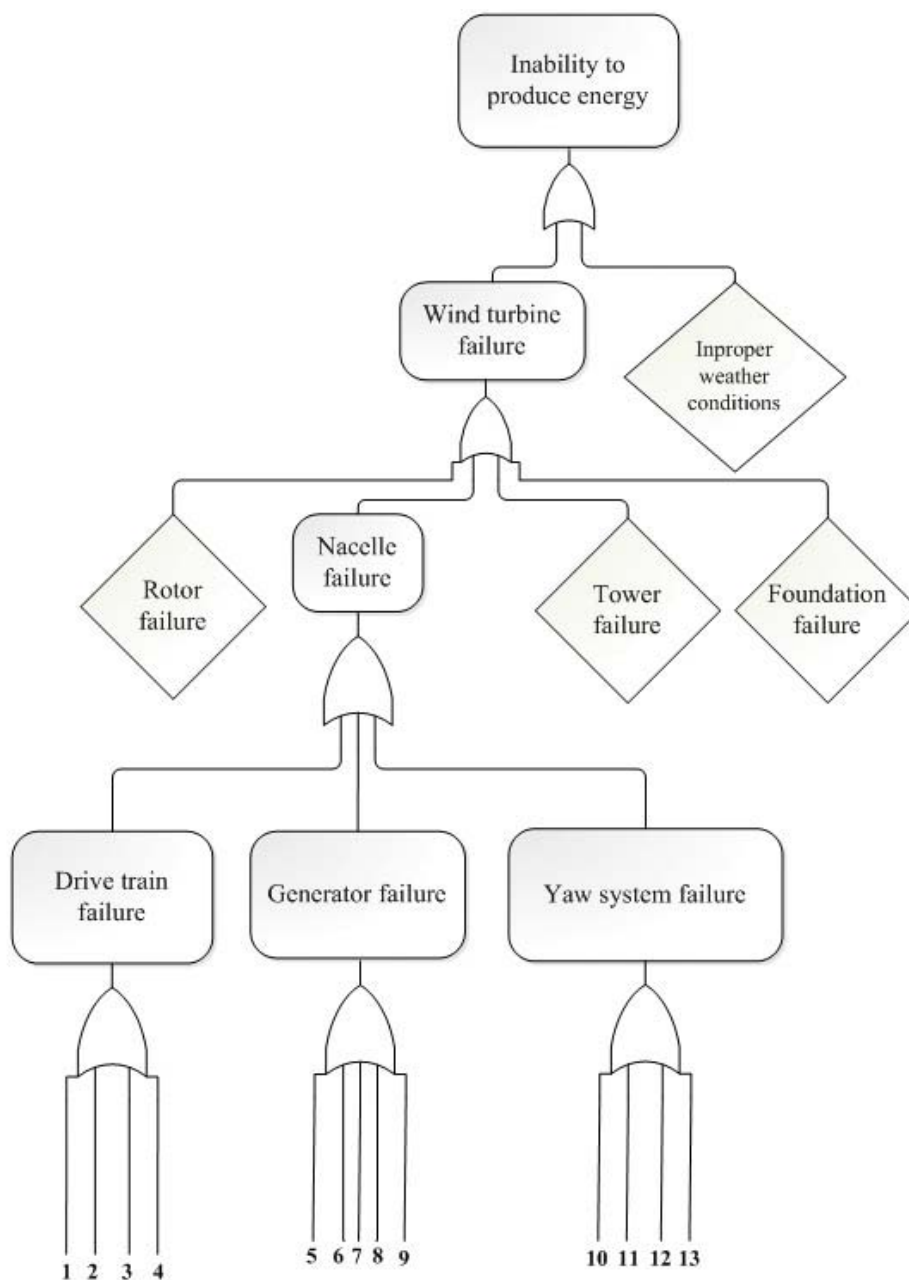 Inability to
produce energy
Wind turbine
failure
Inproper
weather
conditions
Rotor
failure
Nacelle
failure
Tower
failure
Foundation
failure
Drive train
failure
Generator failure
Yaw system failure
1 2 3 4
5 6 7 8 9
10 11 12 13